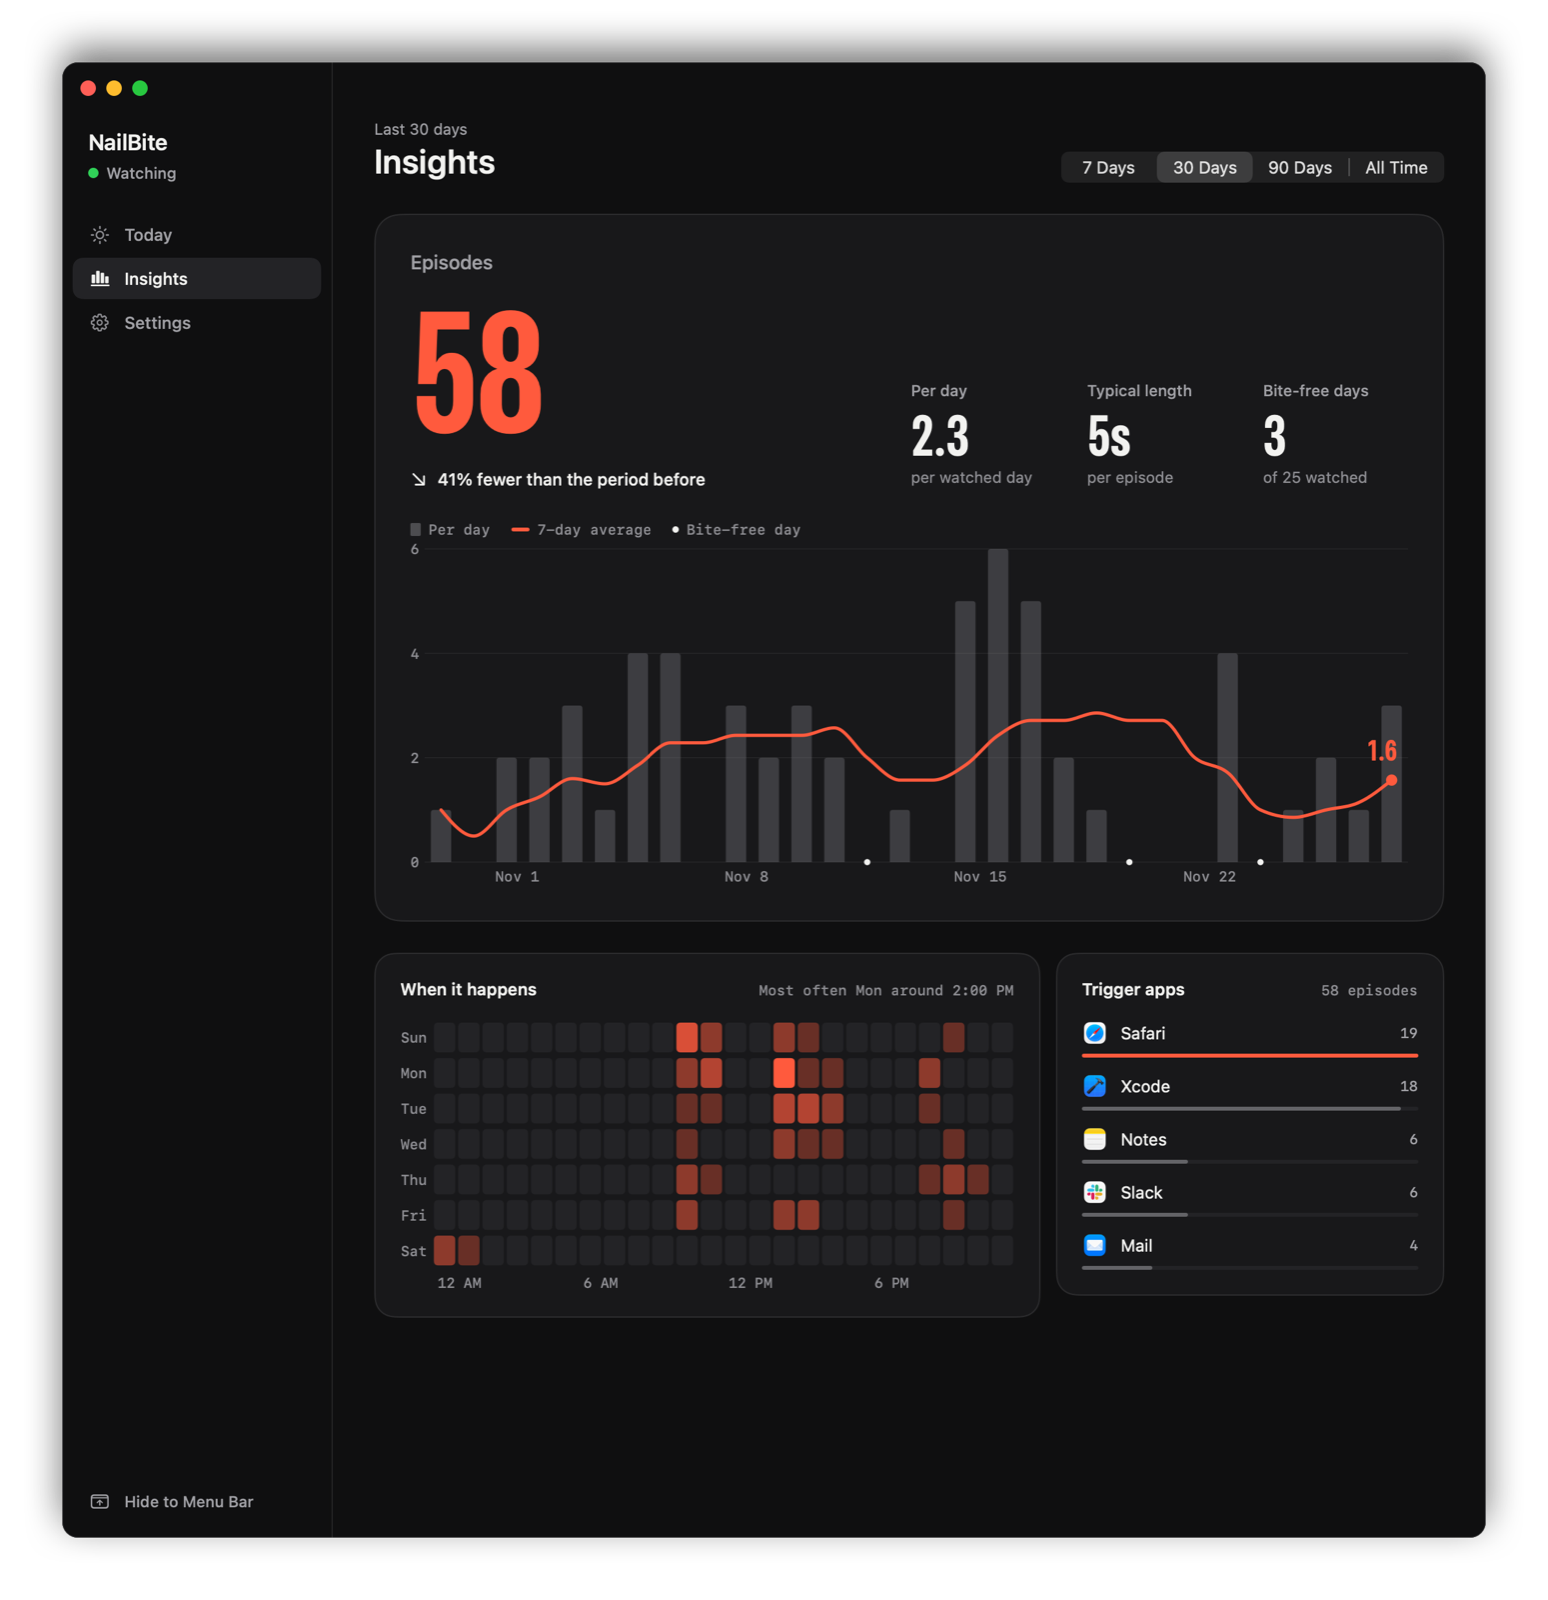 NailBite
Watching
Today
Insights
Settings
Hide to Menu Bar
Last 30 days
Insights
7 Days 30 Days 90 Days All Time
Episodes
58
41% fewer than the period before
Per day
2.3
per watched day
Typical length
5s
per episode
Bite-free days
3
of 25 watched
Per day 7-day average Bite-free day
6
4
2
0
1.6
Nov 1 Nov 8 Nov 15 Nov 22
When it happens
Most often Mon around 2:00 PM
Sun
Mon
Tue
Wed
Thu
Fri
Sat
12 AM 6 AM 12 PM 6 PM
Trigger apps 58 episodes
Safari 19
Xcode 18
Notes 6
Slack 6
Mail 4